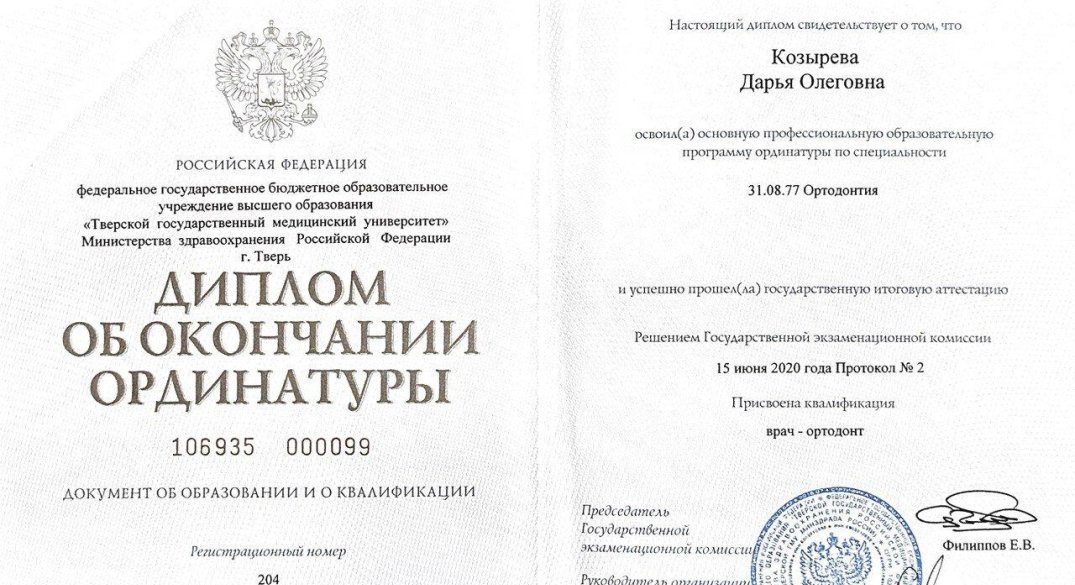 РОССИЙСКАЯ ФЕДЕРАЦИЯ
федеральное государственное бюджетное образовательное
учреждение высшего образования
«Тверской государственный медицинский университет»
Министерства здравоохранения Российской Федерации
г. Тверь
ДИПЛОМ
ОБ ОКОНЧАНИИ
ОРДИНАТУРЫ
106935 000099
ДОКУМЕНТ ОБ ОБРАЗОВАНИИ И О КВАЛИФИКАЦИИ
Регистрационный номер
204
Настоящий диплом свидетельствует о том, что
Козырева
Дарья Олеговна
освоил(а) основную профессиональную образовательную
программу ординатуры по специальности
31.08.77 Ортодонтия
и успешно прошел(ла) государственную итоговую аттестацию
Решением Государственной экзаменационной комиссии
15 июня 2020 года Протокол № 2
Присвоена квалификация
врач - ортодонт
Председатель
Государственной
экзаменационной комиссии
Филиппов Е.В.
Руководитель организации